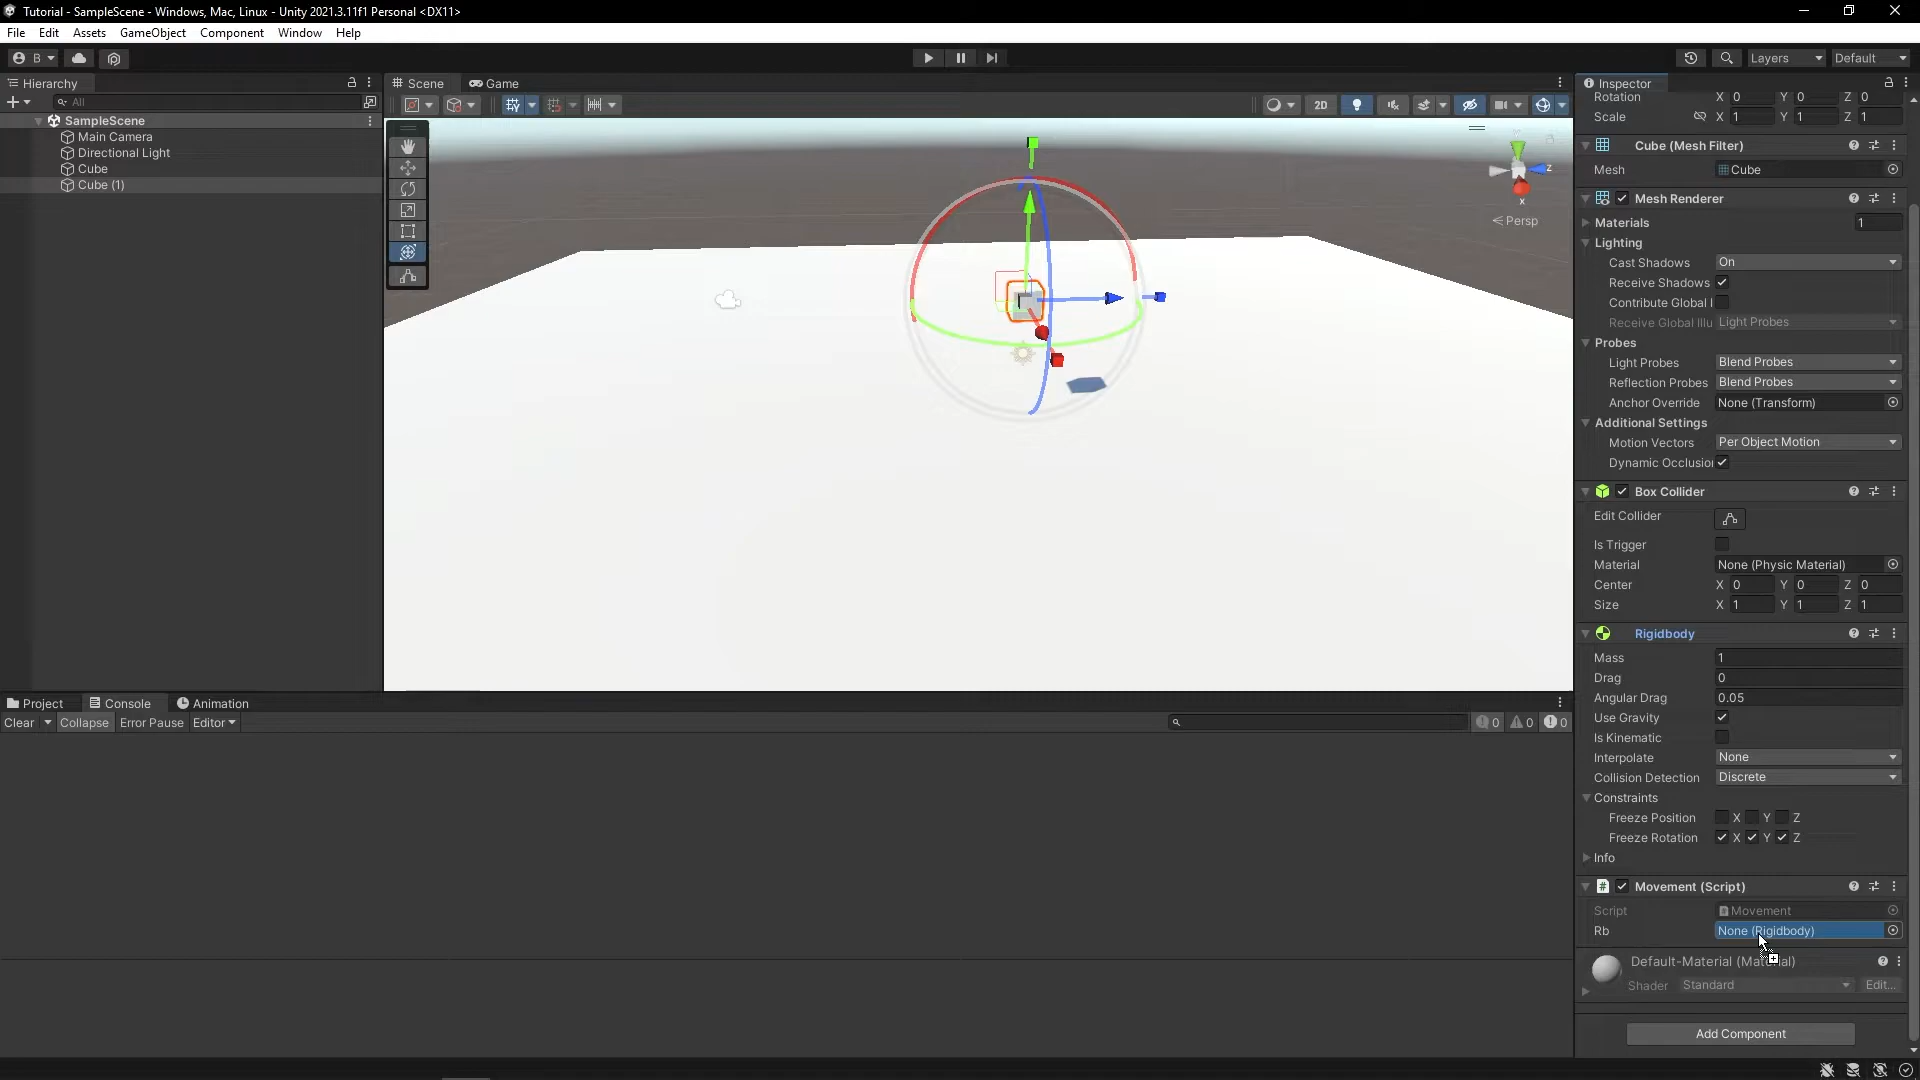 Tutorial - SampleScene - Windows, Mac, Linux - Unity 2021.3.11f1 Personal <DX11>
File Edit Assets GameObject Component Window Help
B Layers Default
Hierarchy
All
SampleScene
Main Camera
Directional Light
Cube
Cube (1)
Scene Game
2D
Z
X
< Persp
Project Console Animation
Clear Collapse Error Pause Editor 0 0 0
Inspector
Rotation X 0 Y 0 Z 0
Scale X 1 Y 1 Z 1
Cube (Mesh Filter)
Mesh Cube
Mesh Renderer
Materials 1
Lighting
Cast Shadows On
Receive Shadows
Contribute Global I
Receive Global Illu Light Probes
Probes
Light Probes Blend Probes
Reflection Probes Blend Probes
Anchor Override None (Transform)
Additional Settings
Motion Vectors Per Object Motion
Dynamic Occlusion
Box Collider
Edit Collider
Is Trigger
Material None (Physic Material)
Center X 0 Y 0 Z 0
Size X 1 Y 1 Z 1
Rigidbody
Mass 1
Drag 0
Angular Drag 0.05
Use Gravity
Is Kinematic
Interpolate None
Collision Detection Discrete
Constraints
Freeze Position X Y Z
Freeze Rotation X Y Z
Info
# Movement (Script)
Script Movement
Rb None (Rigidbody)
Default-Material (Material)
Shader Standard Edit...
Add Component